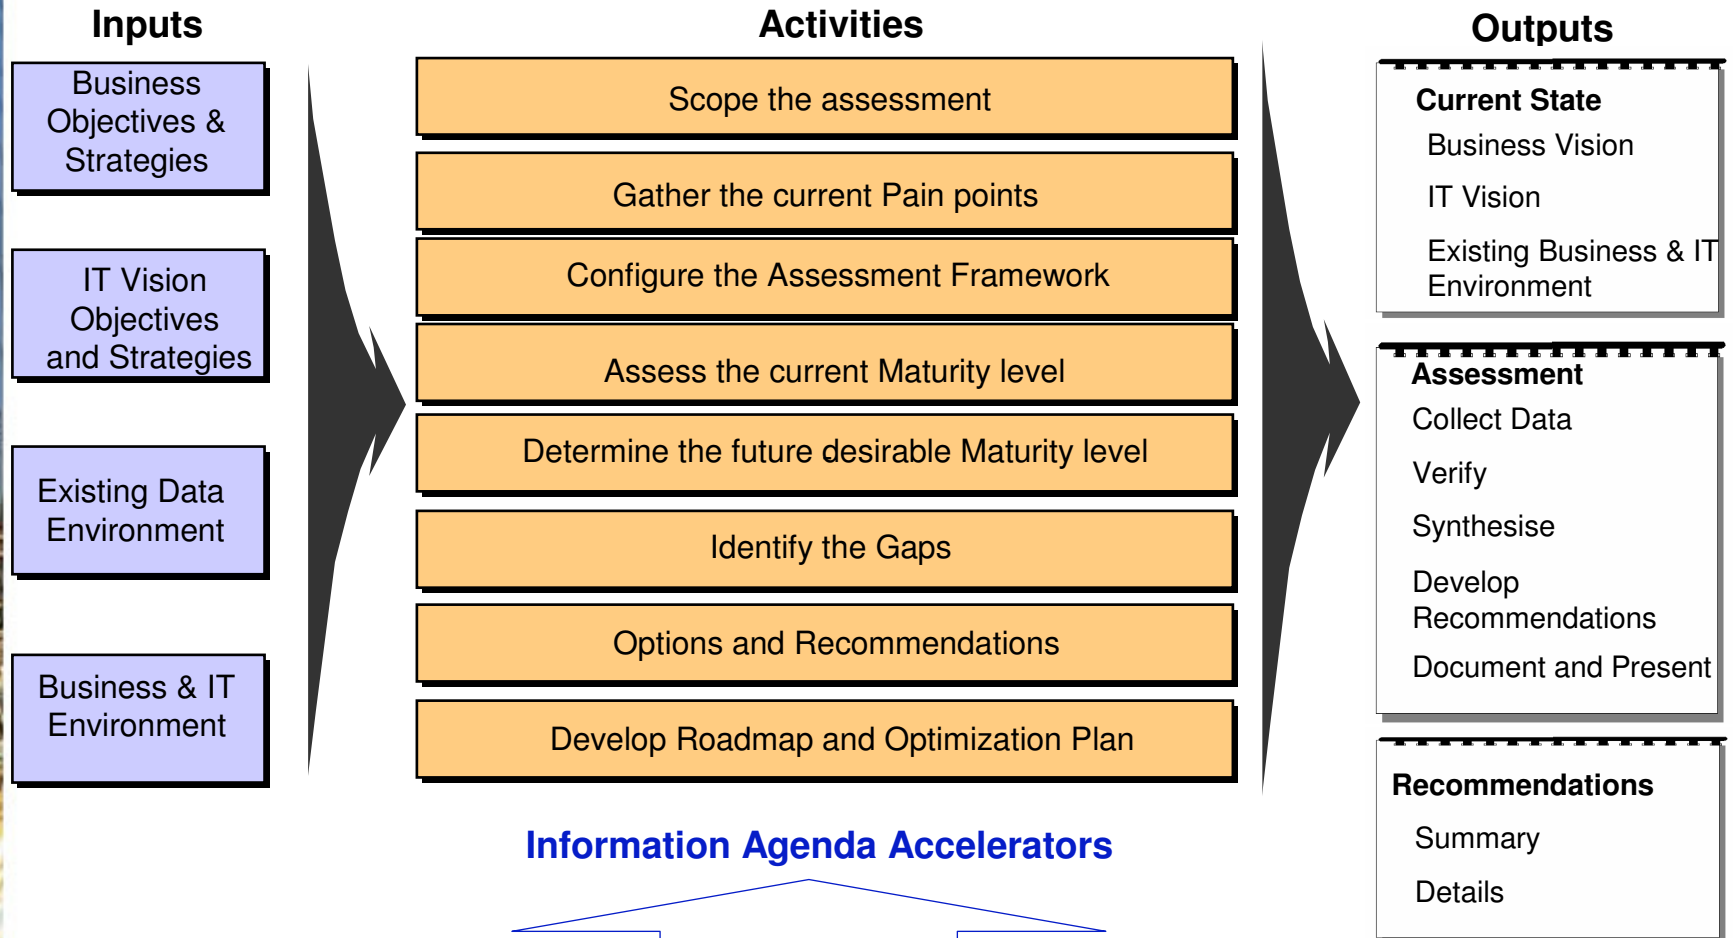 Inputs
Business
Objectives &
Strategies
IT Vision
Objectives
and Strategies
Existing Data
Environment
Business & IT
Environment
Activities
Scope the assessment
Gather the current Pain points
Configure the Assessment Framework
Assess the current Maturity level
Determine the future desirable Maturity level
Identify the Gaps
Options and Recommendations
Develop Roadmap and Optimization Plan
Information Agenda Accelerators
Outputs
Current State
Business Vision
IT Vision
Existing Business & IT
Environment
Assessment
Collect Data
Verify
Synthesise
Develop
Recommendations
Document and Present
Recommendations
Summary
Details